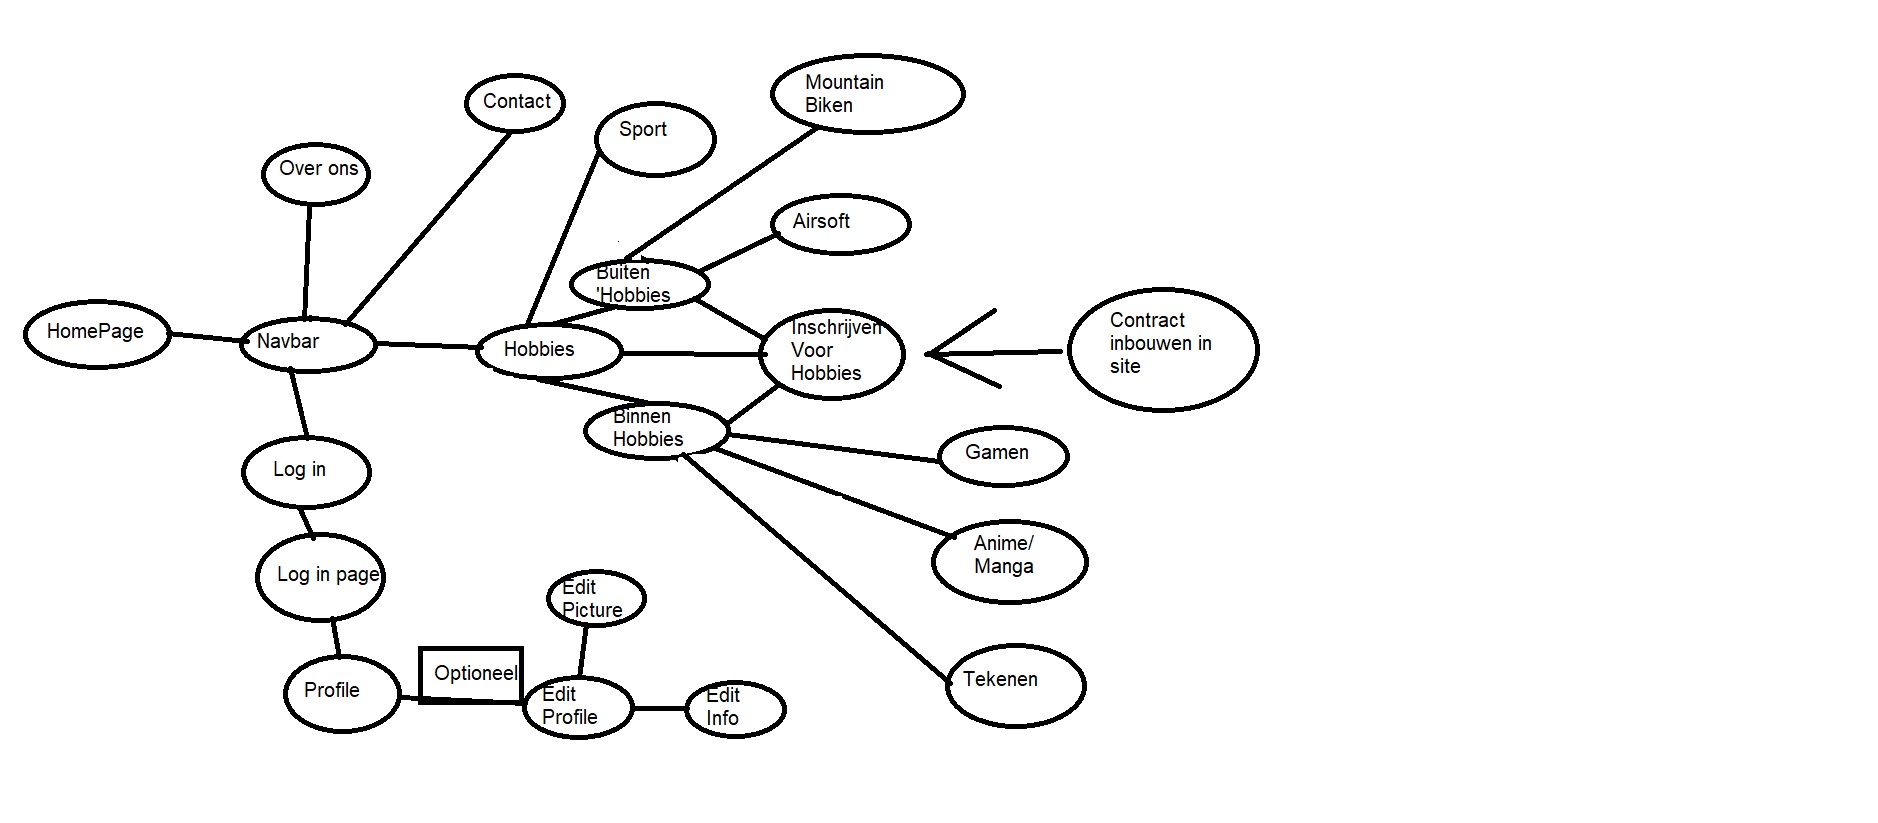 Mountain
Biken
Contact
Sport
Over ons
Airsoft
Buiten
'Hobbies
HomePage
Navbar
Hobbies
Inschrijven
Voor
Hobbies
Contract
inbouwen in
site
Binnen
Hobbies
Gamen
Log in
Anime/
Manga
Log in page
Edit
Picture
Optioneel
Profile
Edit
Profile
Edit
Info
Tekenen